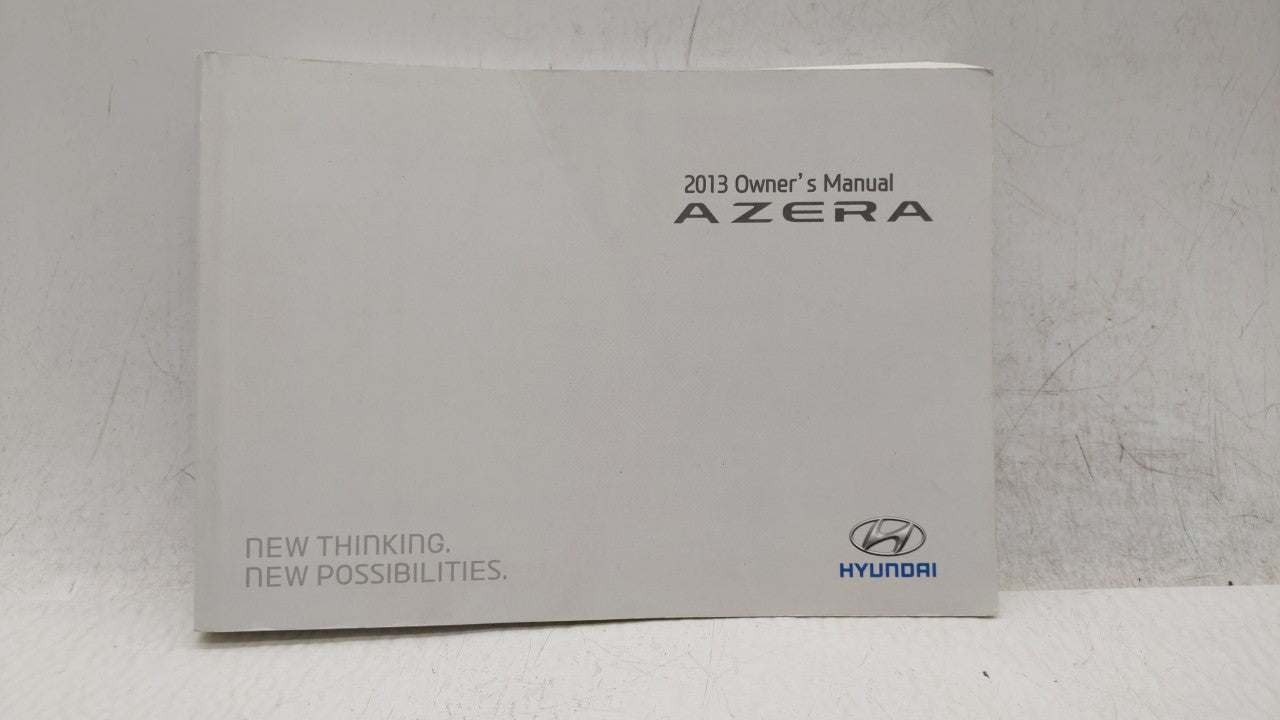 2013 Owner's Manual
AZERA
NEW THINKING.
NEW POSSIBILITIES.
HYUNDAI